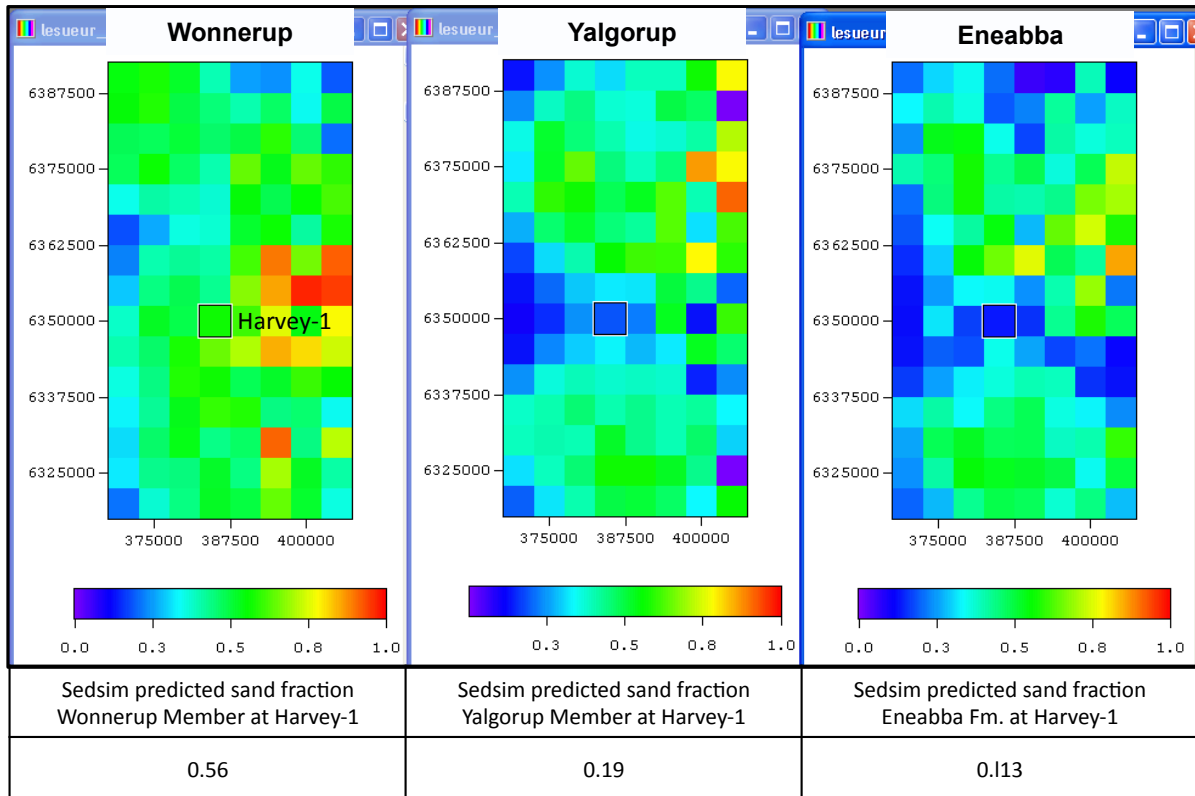 lesueur_
Wonnerup
6387500
6375000
6362500
6350000
6337500
6325000
Harvey-1
375000 387500 400000
0.0 0.3 0.5 0.8 1.0
Sedsim predicted sand fraction
Wonnerup Member at Harvey-1
0.56
lesueur_
Yalgorup
6387500
6375000
6362500
6350000
6337500
6325000
375000 387500 400000
0.3 0.5 0.8 1.0
Sedsim predicted sand fraction
Yalgorup Member at Harvey-1
0.19
lesueur_
Eneabba
6387500
6375000
6362500
6350000
6337500
6325000
375000 387500 400000
0.0 0.3 0.5 0.8 1.0
Sedsim predicted sand fraction
Eneabba Fm. at Harvey-1
0.l13